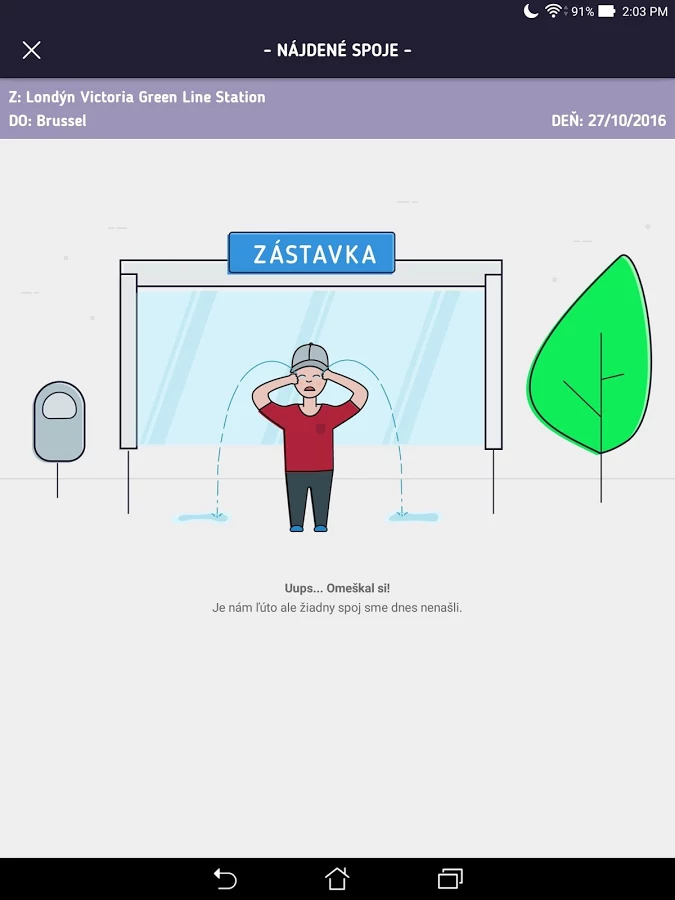 91% 2:03 PM
- NÁJDENÉ SPOJE -
Z: Londýn Victoria Green Line Station
DO: Brussel
DEŇ: 27/10/2016
ZÁSTAVKA
Uups... Omeškal si!
Je nám ľúto ale žiadny spoj sme dnes nenašli.